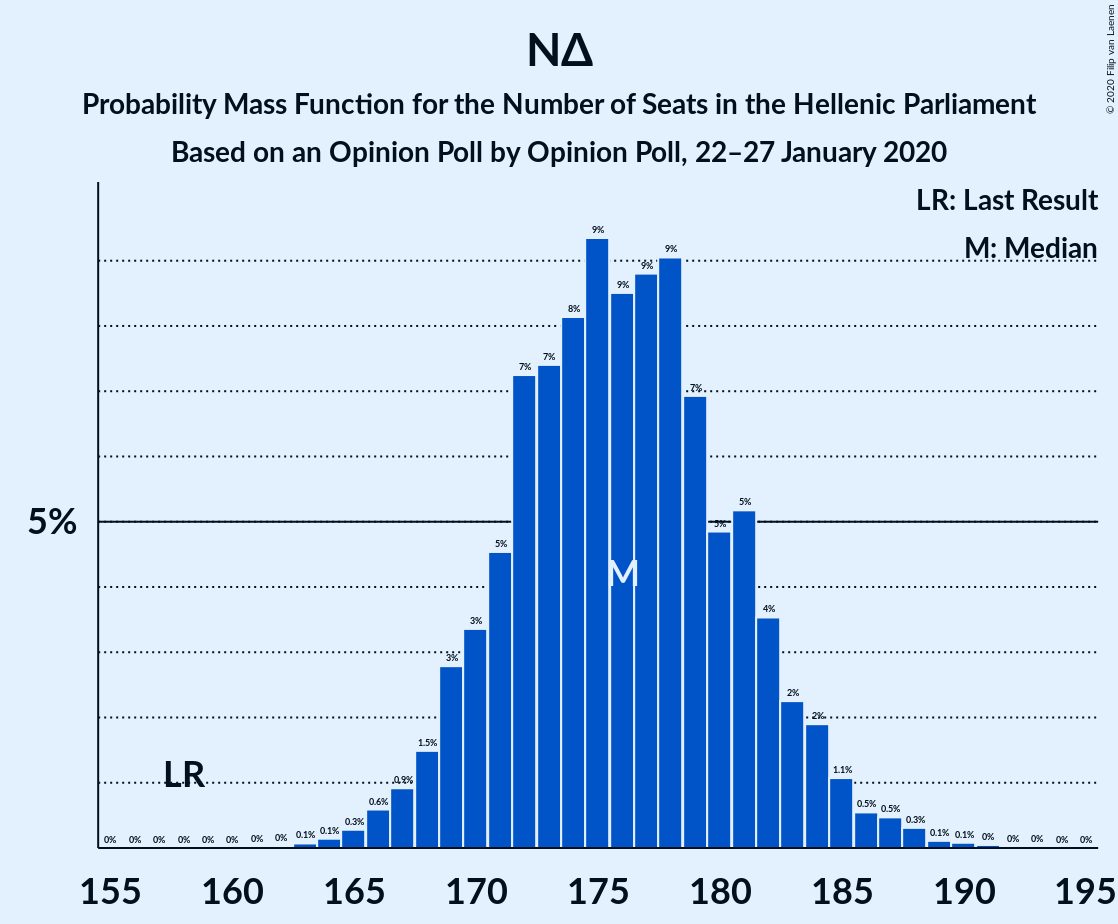 © 2020 Filip van Laenen
ΝΔ
Probability Mass Function for the Number of Seats in the Hellenic Parliament
Based on an Opinion Poll by Opinion Poll, 22–27 January 2020
LR: Last Result
M: Median
5%
0% 0% 0% 0% 0% 0% 0% 0% 0.1% 0.1% 0.3% 0.6% 0.9% 1.5% 3% 3% 5% 7% 7% 8% 9% 9% 9% 9% 7% 5% 5% 4% 2% 2% 1.1% 0.5% 0.5% 0.3% 0.1% 0.1% 0% 0% 0% 0% 0%
M
LR
155 160 165 170 175 180 185 190 195